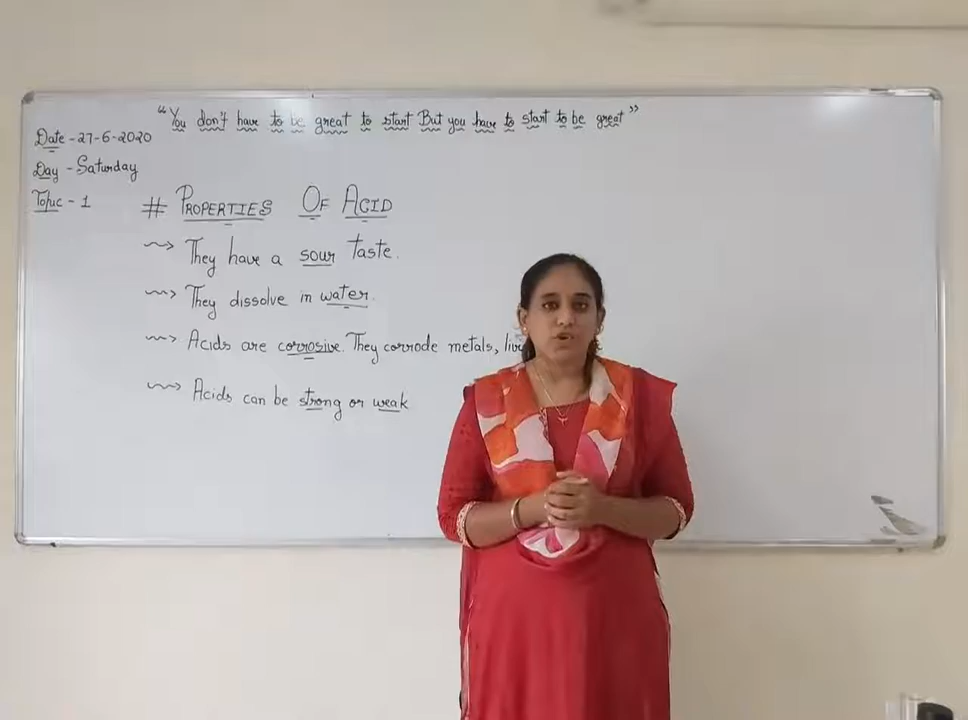 “You don't have to be great to start But you have to start to be great”
Date - 27-6-2020
Day - Saturday
Topic - 1
# PROPERTIES OF ACID
They have a sour taste.
They dissolve in water.
Acids are corrosive. They corrode metals,
Acids can be strong or weak